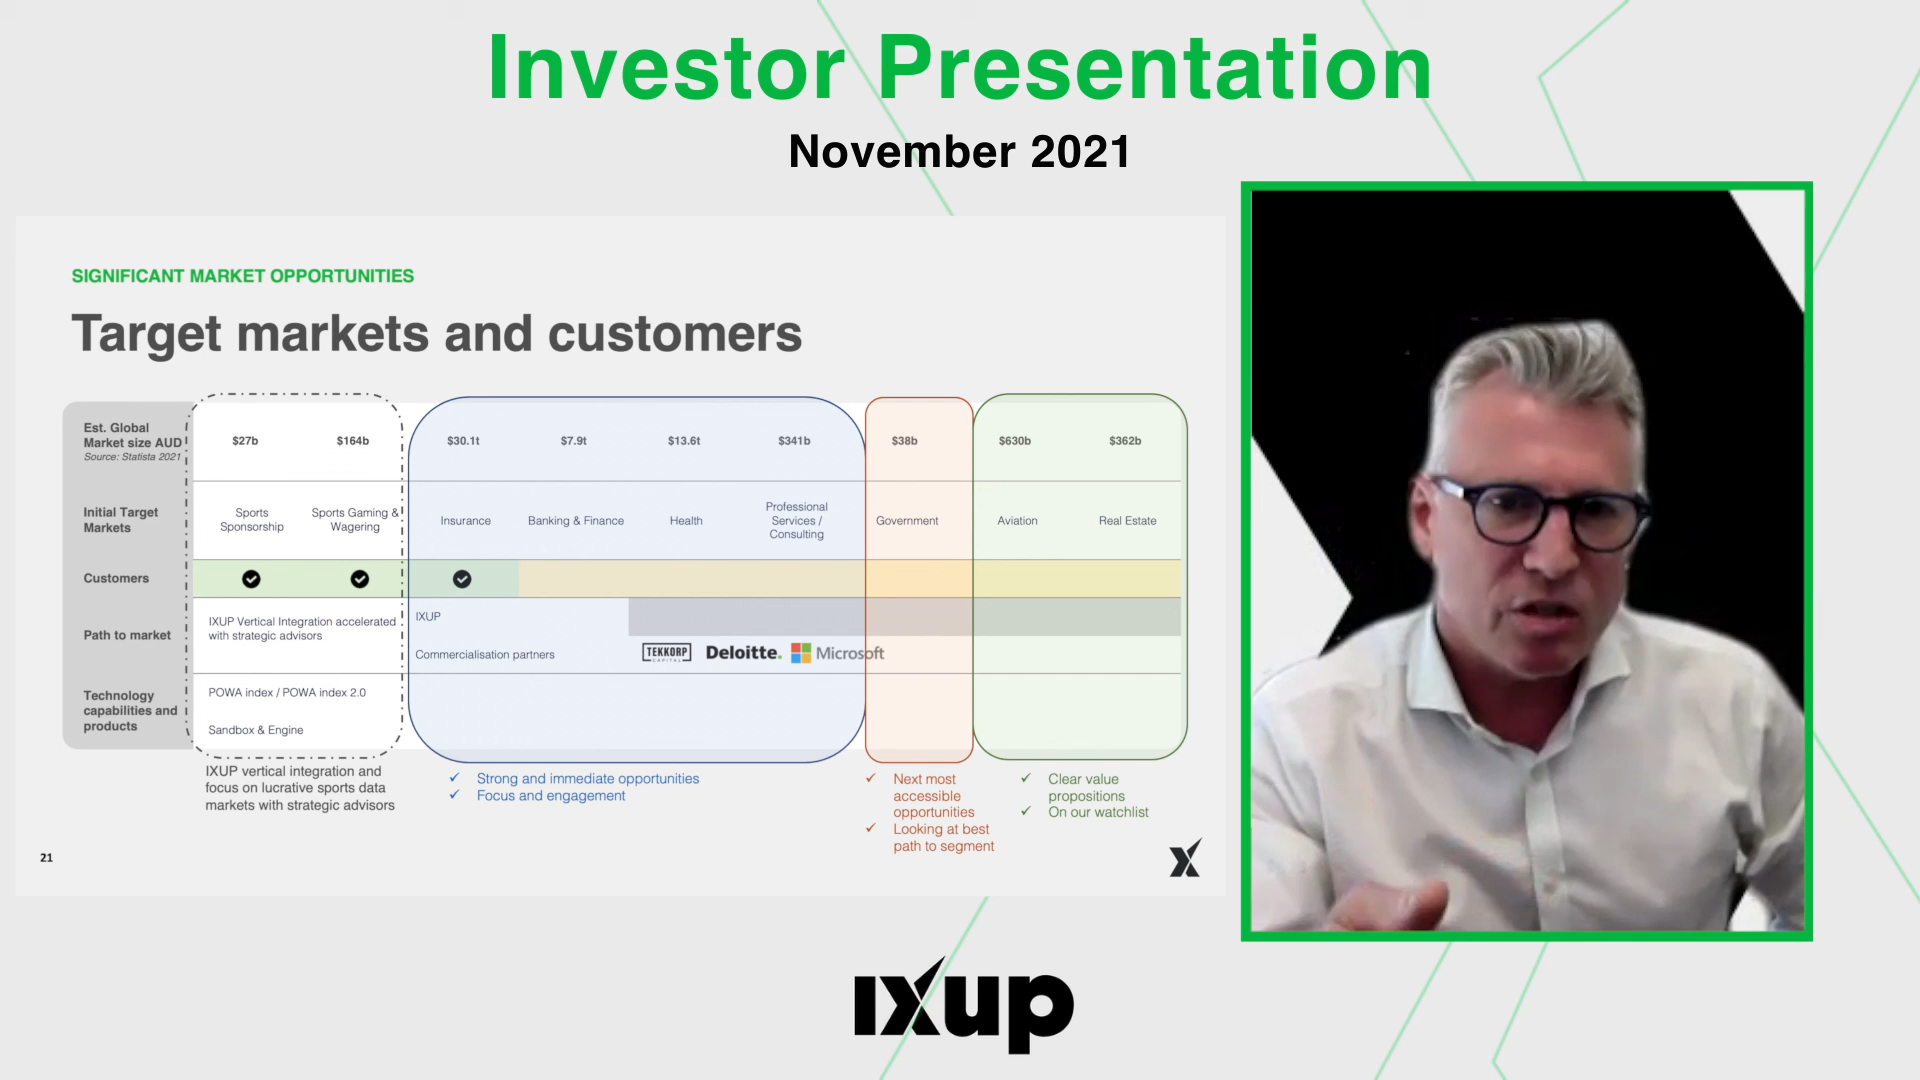 Investor Presentation
November 2021
SIGNIFICANT MARKET OPPORTUNITIES
Target markets and customers
Est. Global
Market size AUD
Source: Statista 2021
$27b
$164b
$30.1t
$7.9t
$13.6t
$341b
$38b
$630b
$362b
Initial Target
Markets
Sports
Sponsorship
Sports Gaming &
Wagering
Insurance
Banking & Finance
Health
Professional
Services /
Consulting
Government
Aviation
Real Estate
Customers
Path to market
IXUP Vertical Integration accelerated
with strategic advisors
IXUP
Commercialisation partners
TEKKORP
CAPITAL
Deloitte.
Microsoft
Technology
capabilities and
products
POWA index / POWA index 2.0
Sandbox & Engine
IXUP vertical integration and
focus on lucrative sports data
markets with strategic advisors
✓ Strong and immediate opportunities
✓ Focus and engagement
✓ Next most
accessible
opportunities
✓ Looking at best
path to segment
✓ Clear value
propositions
✓ On our watchlist
21
IXUP